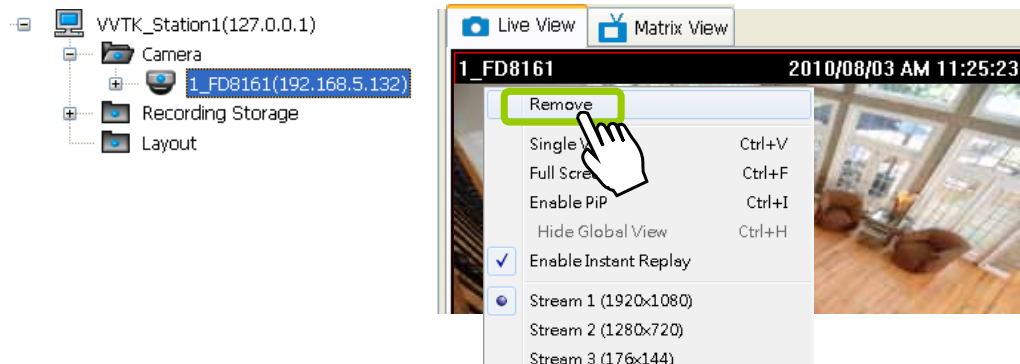 VVTK_Station1(127.0.0.1)
Camera
1_FD8161(192.168.5.132)
Recording Storage
Layout
Live View
Matrix View
1_FD8161 2010/08/03 AM 11:25:23
Remove
Single Ctrl+V
Full Ctrl+F
Enable PiP Ctrl+I
Hide Global View Ctrl+H
Enable Instant Replay
Stream 1 (1920x1080)
Stream 2 (1280x720)
Stream 3 (176x144)